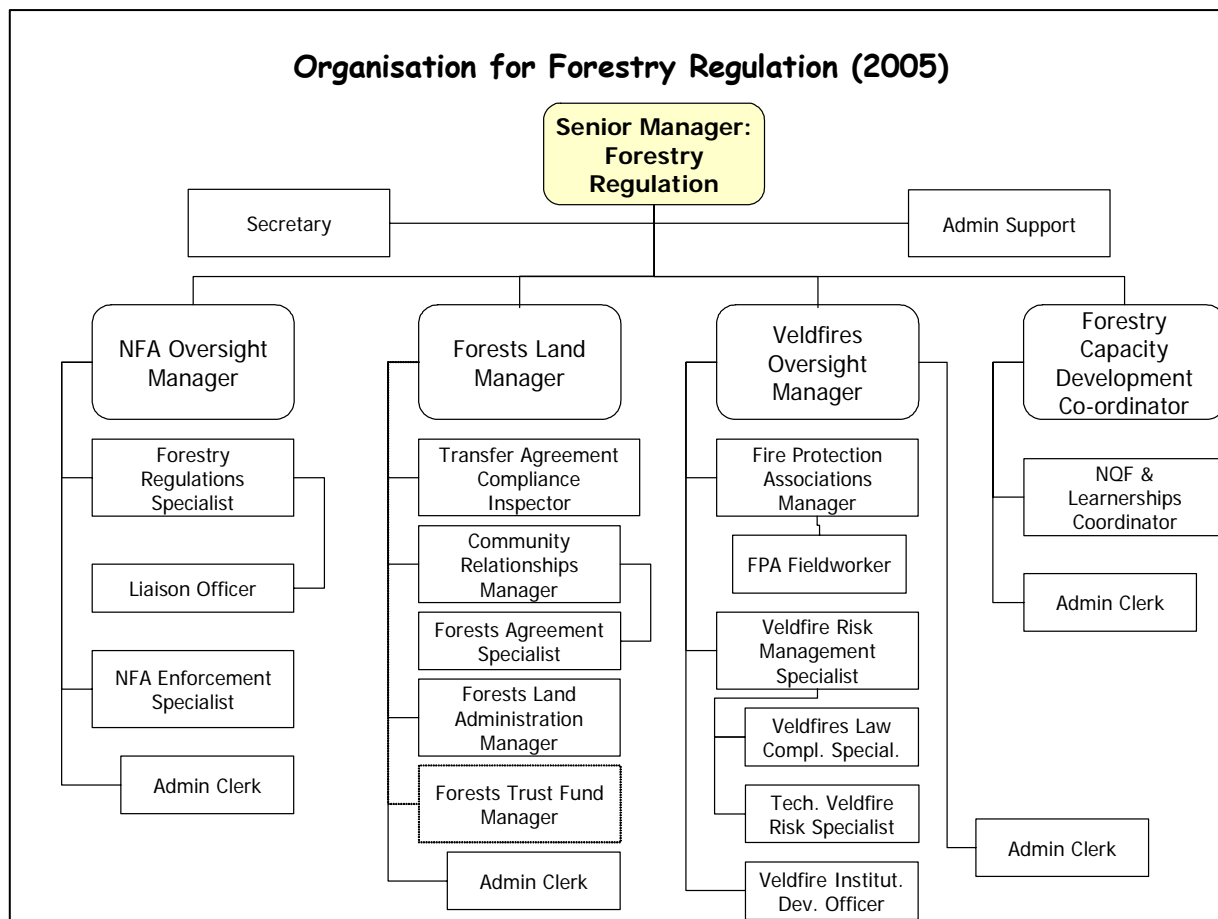 Organisation for Forestry Regulation (2005)
Senior Manager:
Forestry
Regulation
Secretary
Admin Support
NFA Oversight
Manager
Forests Land
Manager
Veldfires
Oversight
Manager
Forestry
Capacity
Development
Co-ordinator
Forestry
Regulations
Specialist
Liaison Officer
NFA Enforcement
Specialist
Admin Clerk
Transfer Agreement
Compliance
Inspector
Community
Relationships
Manager
Forests Agreement
Specialist
Forests Land
Administration
Manager
Forests Trust Fund
Manager
Admin Clerk
Fire Protection
Associations
Manager
FPA Fieldworker
Veldfire Risk
Management
Specialist
Veldfires Law
Compl. Special.
Tech. Veldfire
Risk Specialist
Veldfire Institut.
Dev. Officer
Admin Clerk
NQF &
Learnerships
Coordinator
Admin Clerk